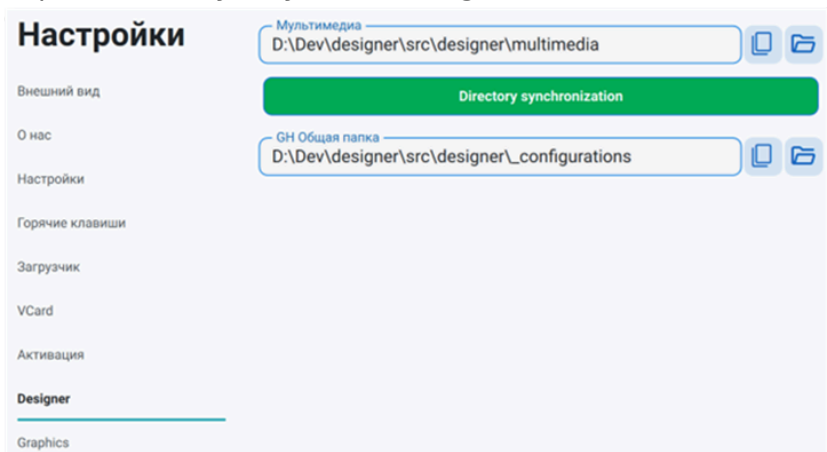 Настройки
Внешний вид
О нас
Настройки
Горячие клавиши
Загрузчик
VCard
Активация
Designer
Graphics
Мультимедиа
D:\Dev\designer\src\designer\multimedia
Directory synchronization
GH Общая папка
D:\Dev\designer\src\designer\_configurations